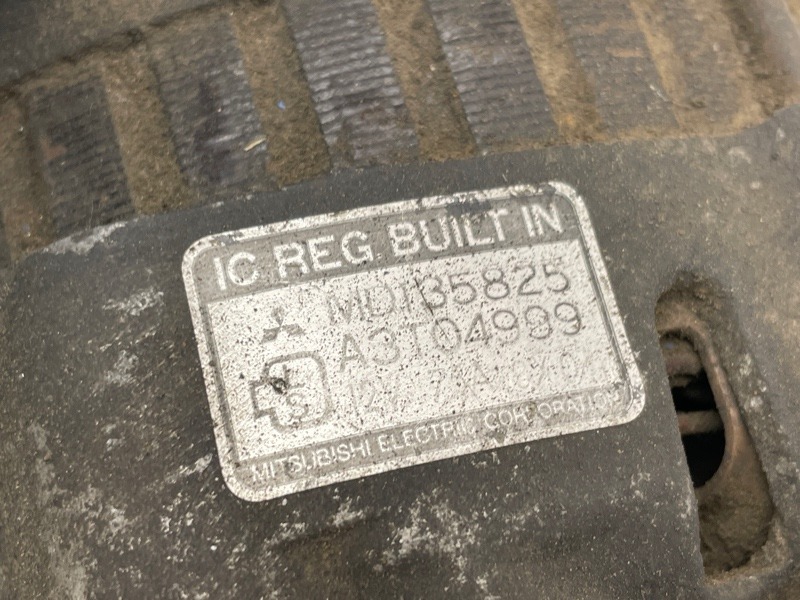 IC REG BUILT IN
MD135825
A3T04999
12V
L
S
MITSUBISHI ELECTRIC CORPORATION